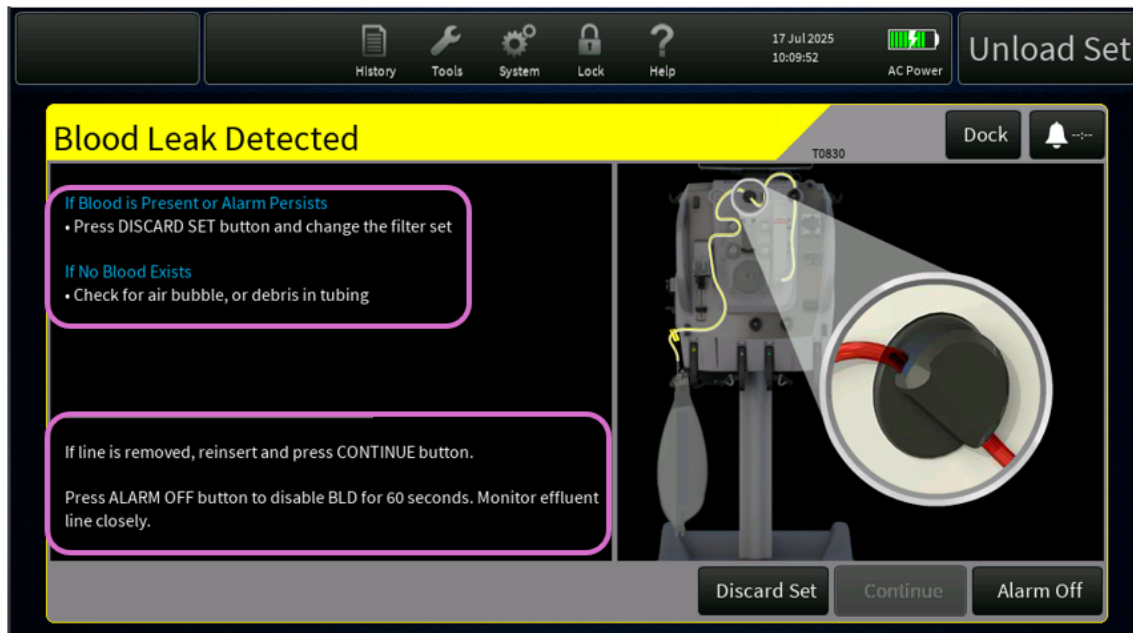 History
Tools
System
Lock
Help
17 Jul 2025
10:09:52
AC Power
Unload Set
Blood Leak Detected
T0830
Dock
--:--
If Blood is Present or Alarm Persists
• Press DISCARD SET button and change the filter set
If No Blood Exists
• Check for air bubble, or debris in tubing
If line is removed, reinsert and press CONTINUE button.
Press ALARM OFF button to disable BLD for 60 seconds. Monitor effluent
line closely.
Discard Set
Continue
Alarm Off